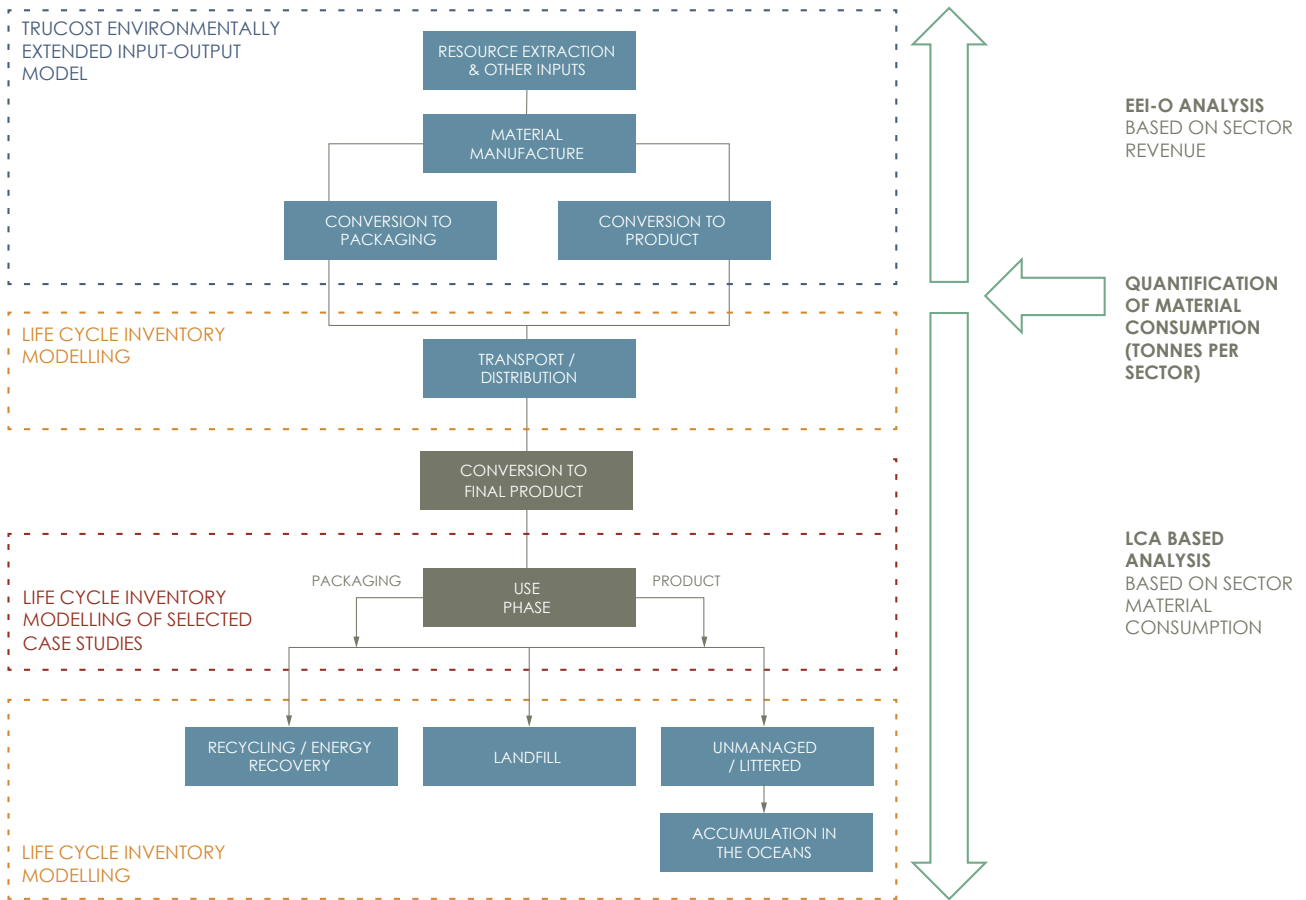 TRUCOST ENVIRONMENTALLY
EXTENDED INPUT-OUTPUT
MODEL
RESOURCE EXTRACTION
& OTHER INPUTS
MATERIAL
MANUFACTURE
CONVERSION TO
PACKAGING
CONVERSION TO
PRODUCT
EEI-O ANALYSIS
BASED ON SECTOR
REVENUE
QUANTIFICATION
OF MATERIAL
CONSUMPTION
(TONNES PER
SECTOR)
LIFE CYCLE INVENTORY
MODELLING
TRANSPORT /
DISTRIBUTION
CONVERSION TO
FINAL PRODUCT
LCA BASED
ANALYSIS
BASED ON SECTOR
MATERIAL
CONSUMPTION
LIFE CYCLE INVENTORY
MODELLING OF SELECTED
CASE STUDIES
PACKAGING
USE
PHASE
PRODUCT
RECYCLING / ENERGY
RECOVERY
LANDFILL
UNMANAGED
/ LITTERED
ACCUMULATION IN
THE OCEANS
LIFE CYCLE INVENTORY
MODELLING